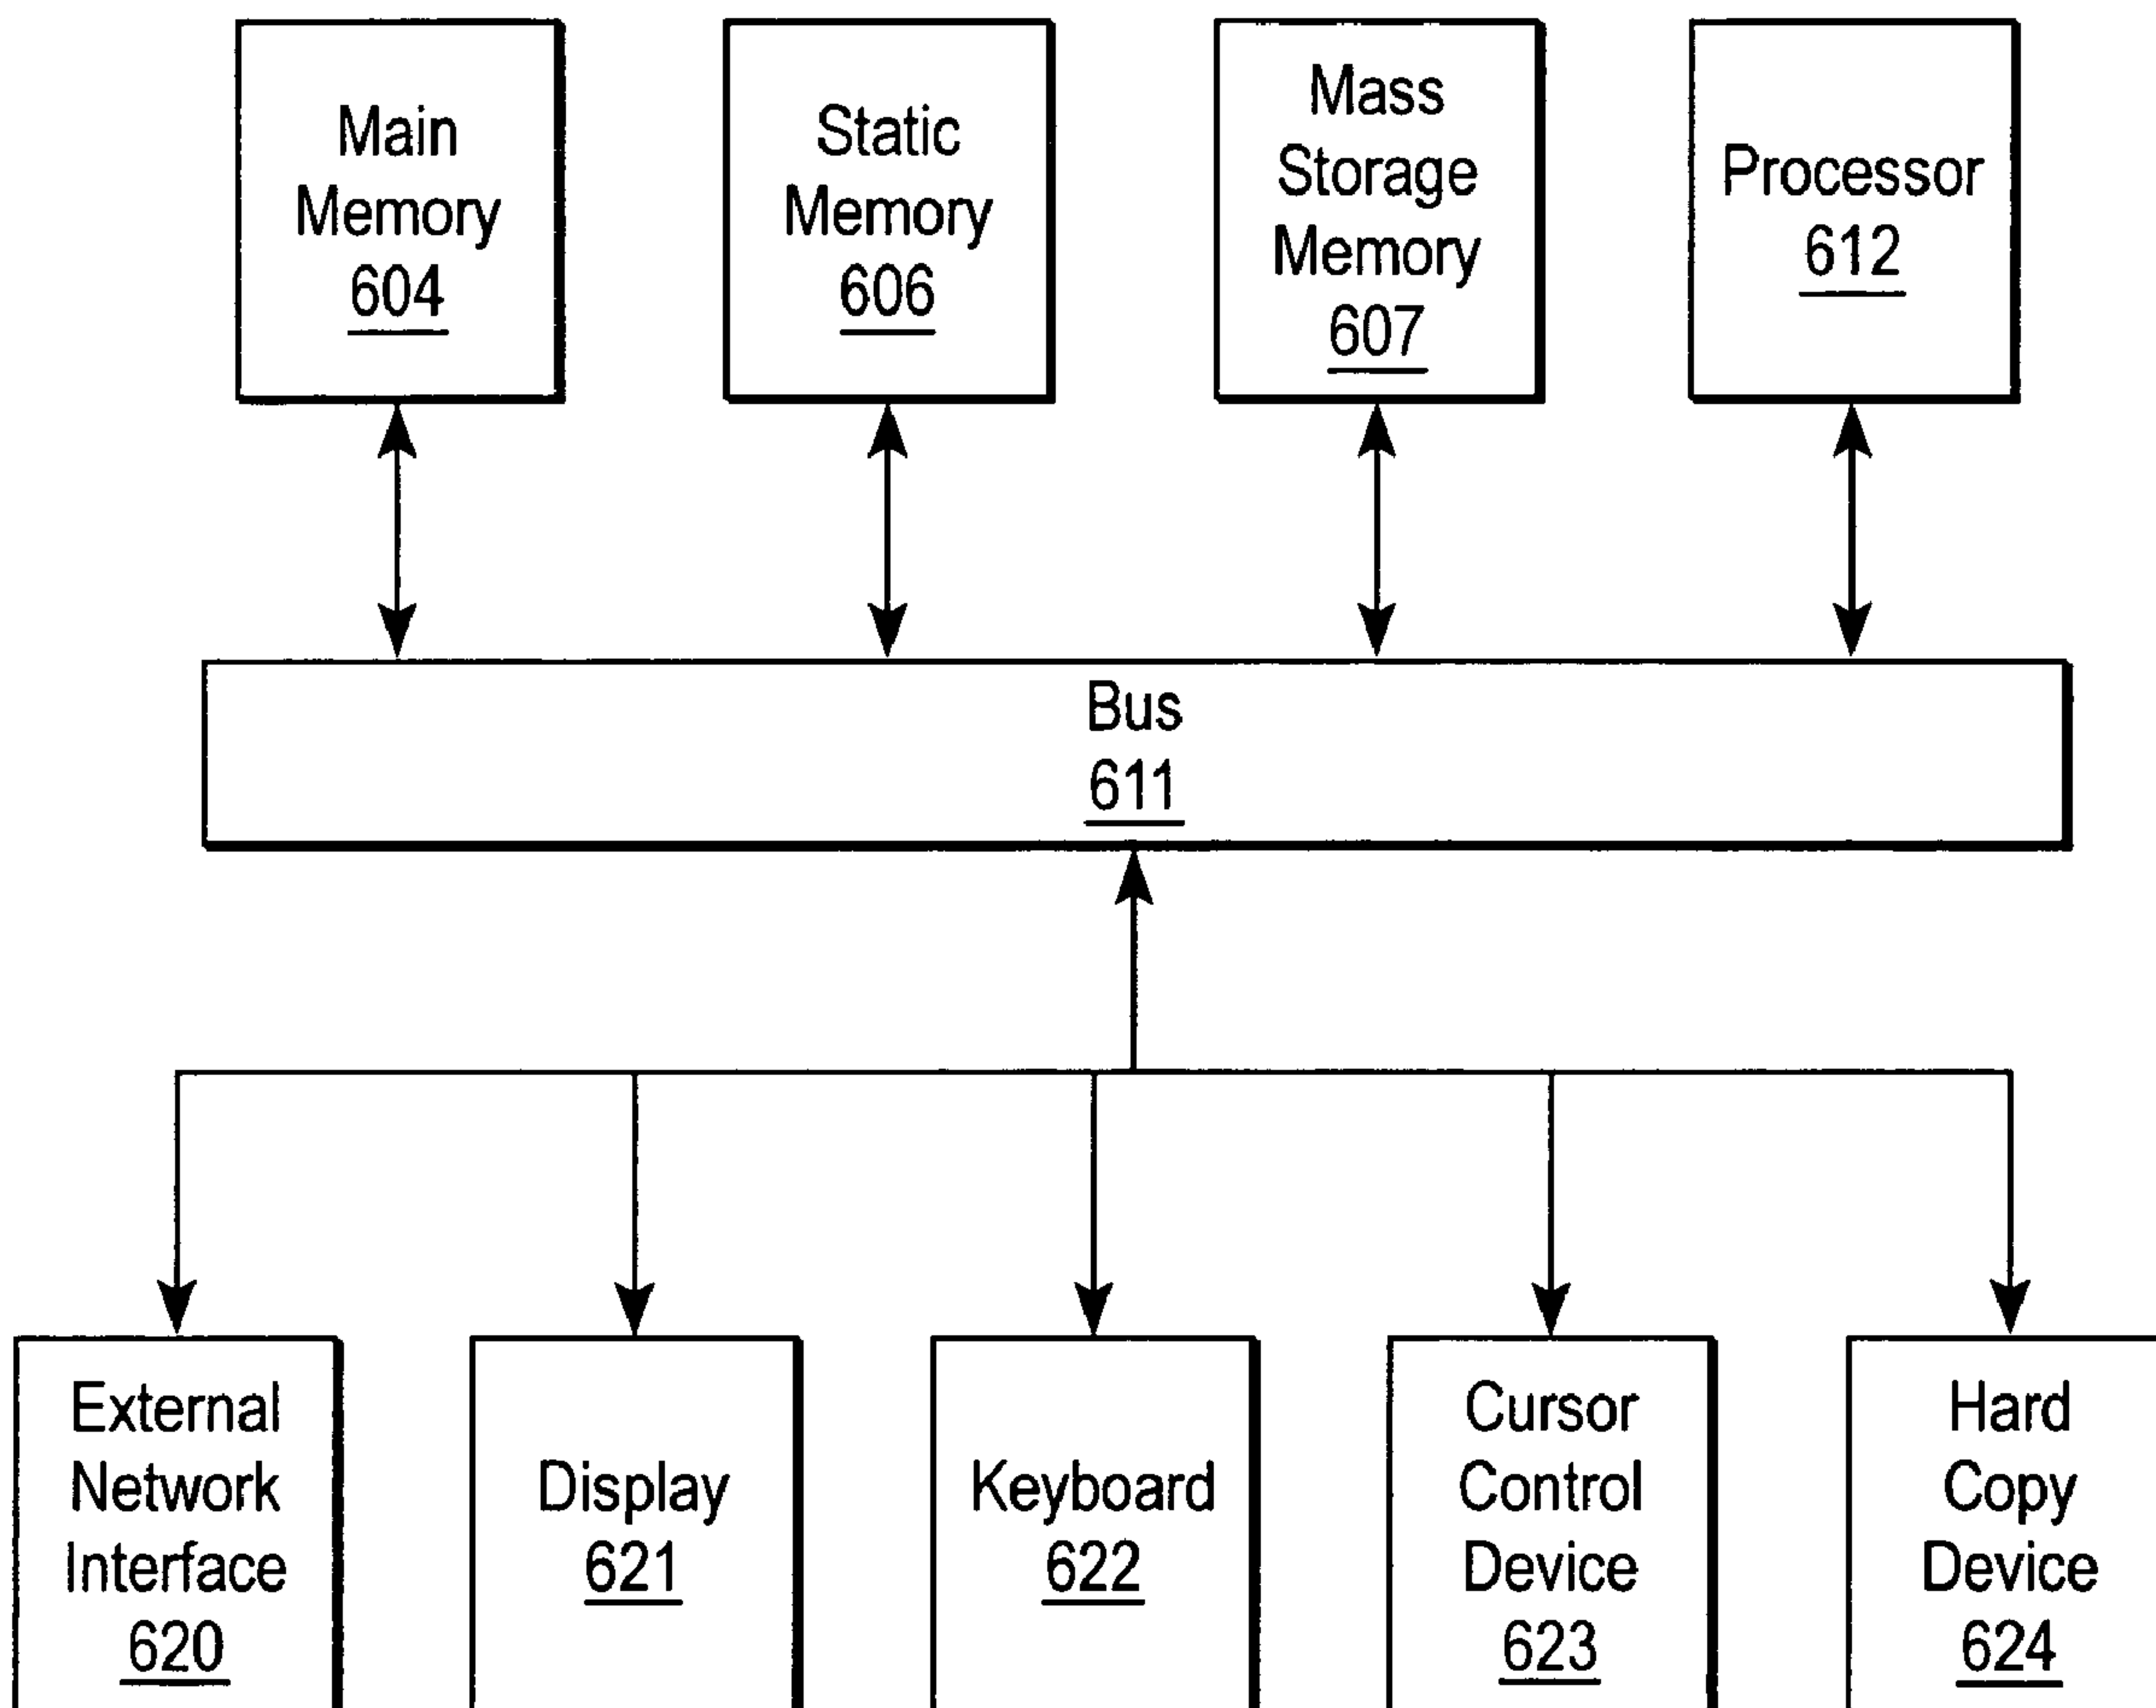 Main
Memory
604
Static
Memory
606
Mass
Storage
Memory
607
Processor
612
Bus
611
External
Network
Interface
620
Display
621
Keyboard
622
Cursor
Control
Device
623
Hard
Copy
Device
624